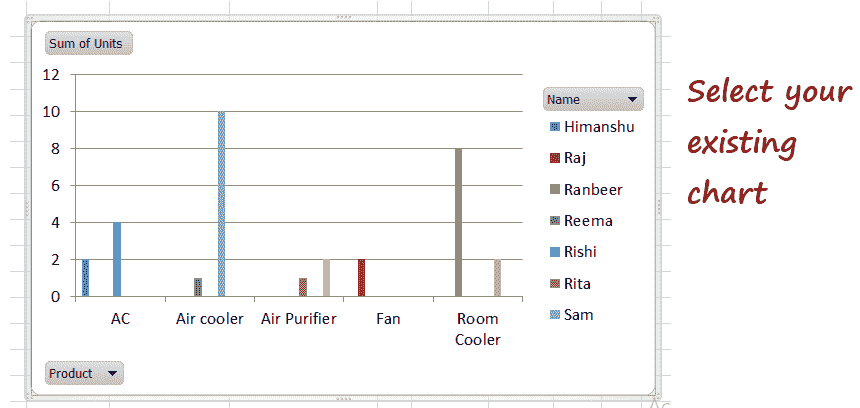 Sum of Units
12
10
8
6
4
2
0
AC
Air cooler
Air Purifier
Fan
Room
Cooler
Product
Name
Himanshu
Raj
Ranbeer
Reema
Rishi
Rita
Sam
Select your
existing
chart